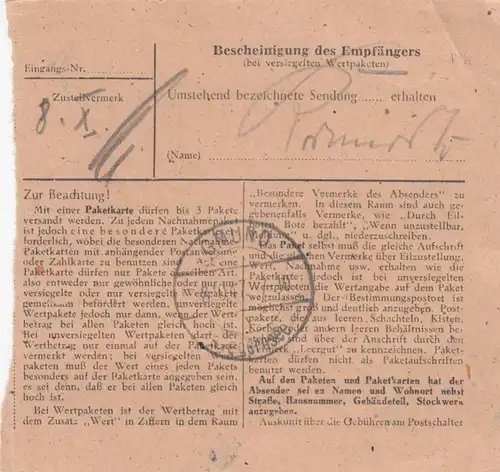 Bescheinigung des Empfängers
(bei versiegelten Wertpaketen)
Eingangs-Nr.
Zustellvermerk
8. X.
Umstehend bezeichnete Sendung ....... erhalten
(Name)
Zur Beachtung!
Mit einer Paketkarte dürfen bis 3 Pakete
versandt werden. Zu jedem Nachnahmepaket
ist jedoch eine besondere Paketkarte er-
forderlich, wobei die besonderen Nachnahme-
Paketkarten mit anhängender Postanweisung
oder Zahlkarte zu benutzen sind. Auf eine
Paketkarte dürfen nur Pakete derselben Art,
also entweder nur gewöhnliche oder nur un-
versiegelte oder nur versiegelte Wertpakete
gemeinsam befördert werden. Unversiegelte
Wertpakete jedoch nur dann, wenn der Wert-
betrag bei allen Paketen gleich hoch ist.
Bei unversiegelten Wertpaketen darf der
Wertbetrag nur einmal auf der Paketkarte
vermerkt werden; bei versiegelten Wert-
paketen muß der Wert eines jeden Pakets
besonders auf der Paketkarte angegeben sein,
es sei denn, daß er bei allen Paketen gleich
hoch ist.
Bei Wertpaketen ist der Wertbetrag mit
dem Zusatz „Wert" in Ziffern in dem Raum
„Besondere Vermerke des Absenders" zu
vermerken. In diesem Raum sind auch ge-
gebenenfalls Vermerke, wie „Durch Eil-
boten, Bote bezahlt", „Wenn unzustellbar,
zurück" u. dgl. niederzuschreiben.
Das Paket selbst muß die gleiche Aufschrift
und die gleichen Vermerke über Eilzustellung,
Wert, Nachnahme usw. erhalten wie die
Paketkarte; doch ist bei unversiegelten
Wertpaketen die Wertangabe auf dem Paket
wegzulassen. Der Bestimmungspostort ist
möglichst groß und deutlich anzugeben. Post-
pakete, die aus leeren Schachteln, Kisten,
Körben oder andern leeren Behältnissen be-
stehen, sind über der Anschrift durch den
Vermerk „Leergut" zu kennzeichnen. Paket-
karten dürfen nicht als Paketaufschriften
benutzt werden.
Auf den Paketen und Paketkarten hat der
Absender seinen Namen und Wohnort nebst
Straße, Hausnummer, Gebäudeteil, Stockwerk
anzugeben.
Auskunft über die Gebühren am Postschalter